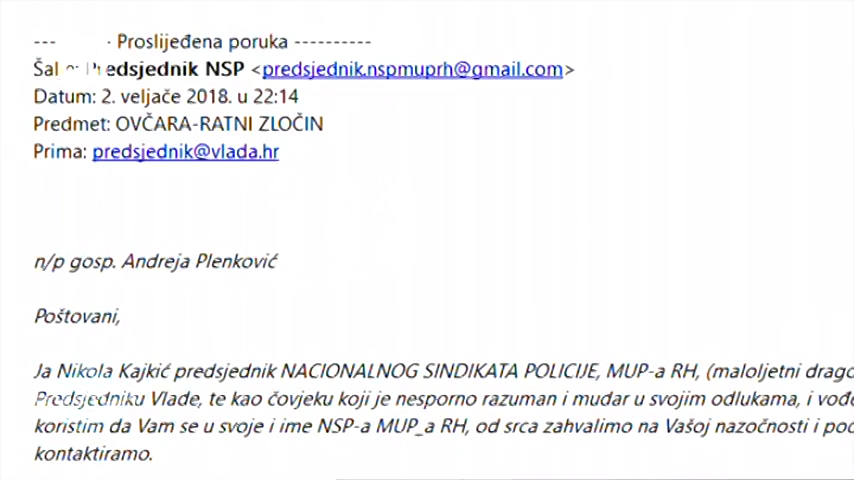 --- · Proslijeđena poruka ----------
Predsjednik NSP <predsjednik.nspmuprh@gmail.com>
Datum: 2. veljače 2018. u 22:14
Predmet: OVČARA-RATNI ZLOČIN
Prima: predsjednik@vlada.hr
n/p gosp. Andreja Plenković
Poštovani,
Ja Nikola Kajkić predsjednik NACIONALNOG SINDIKATA POLICIJE, MUP-a RH, (maloljetni drago
Predsjedniku Vlade, te kao čovjeku koji je nesporno razuman i mudar u svojim odlukama, i vođe
koristim da Vam se u svoje i ime NSP-a MUP_a RH, od srca zahvalimo na Vašoj nazočnosti i pod
kontaktiramo.